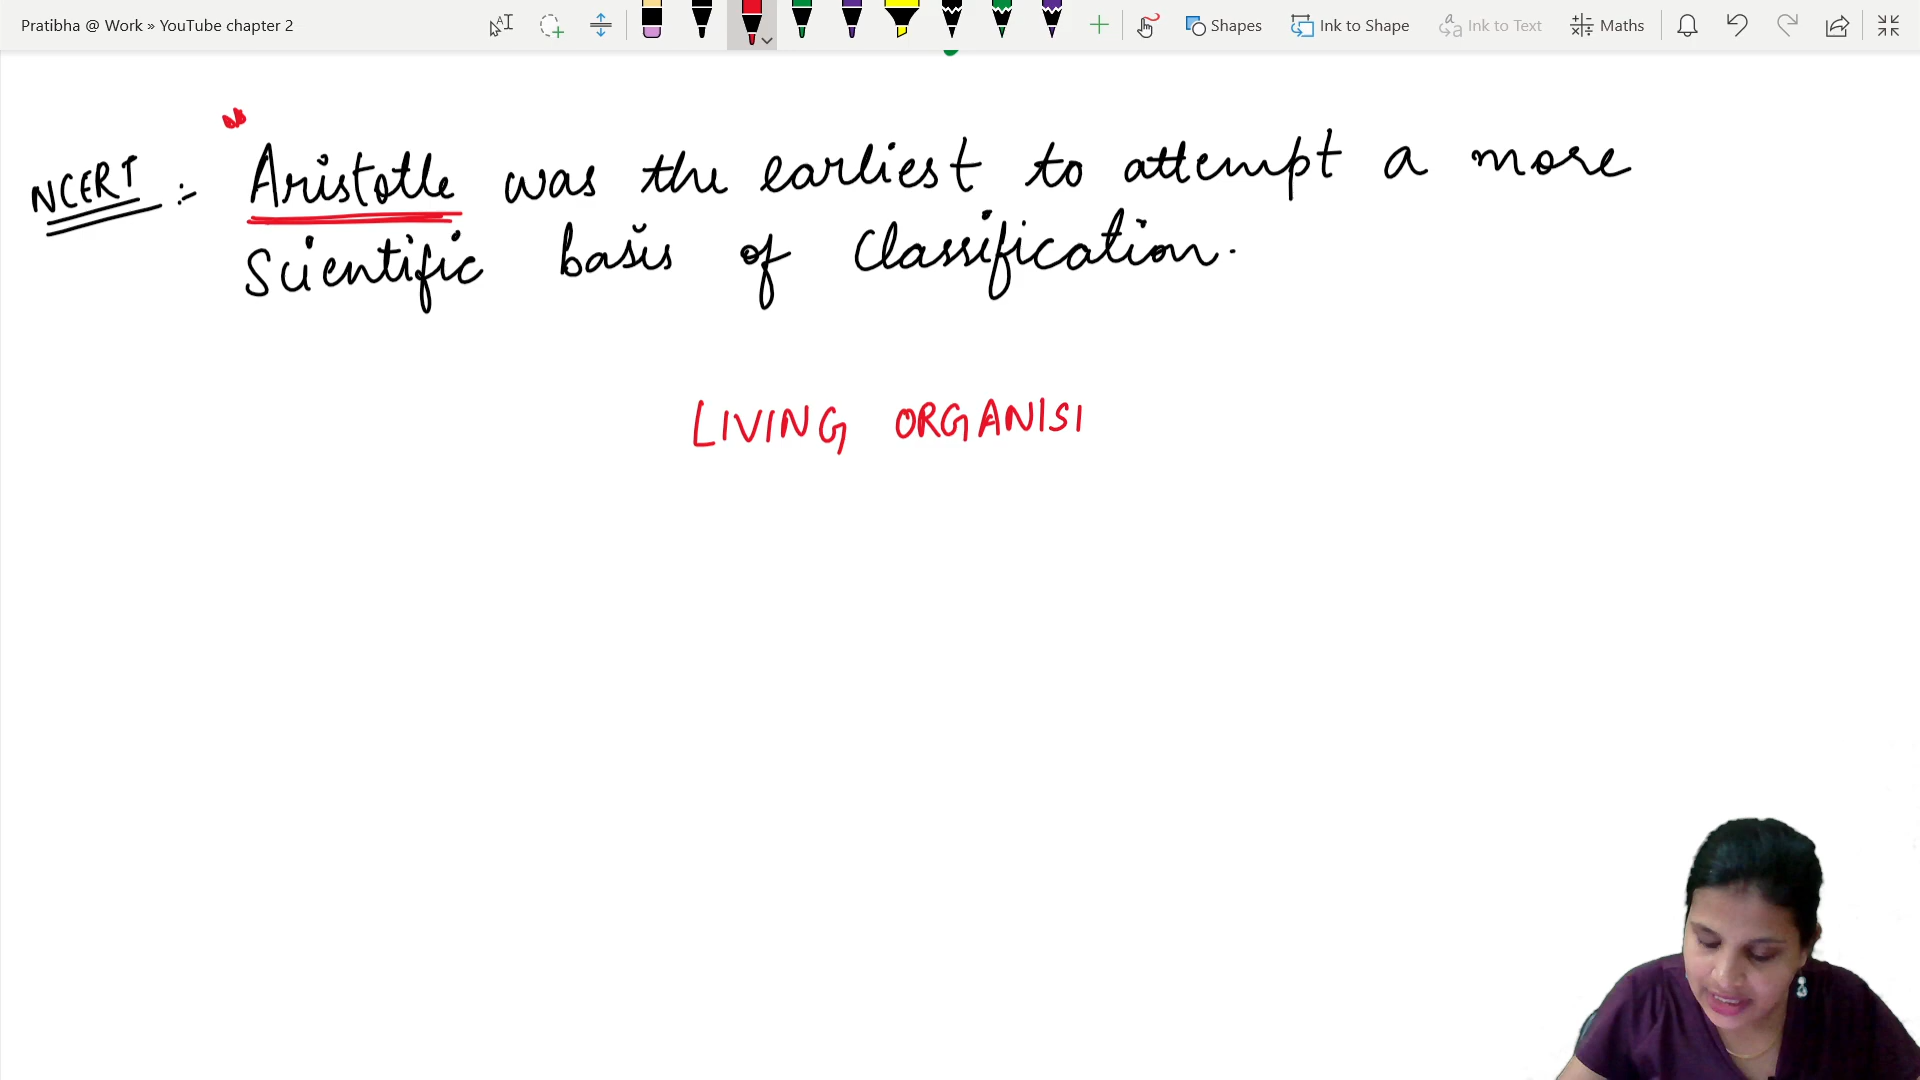 Pratibha @ Work » YouTube chapter 2
Shapes
Ink to Shape
Ink to Text
Maths
NCERT :- Aristotle was the earliest to attempt a more
Scientific basis of Classification.
LIVING ORGANISI